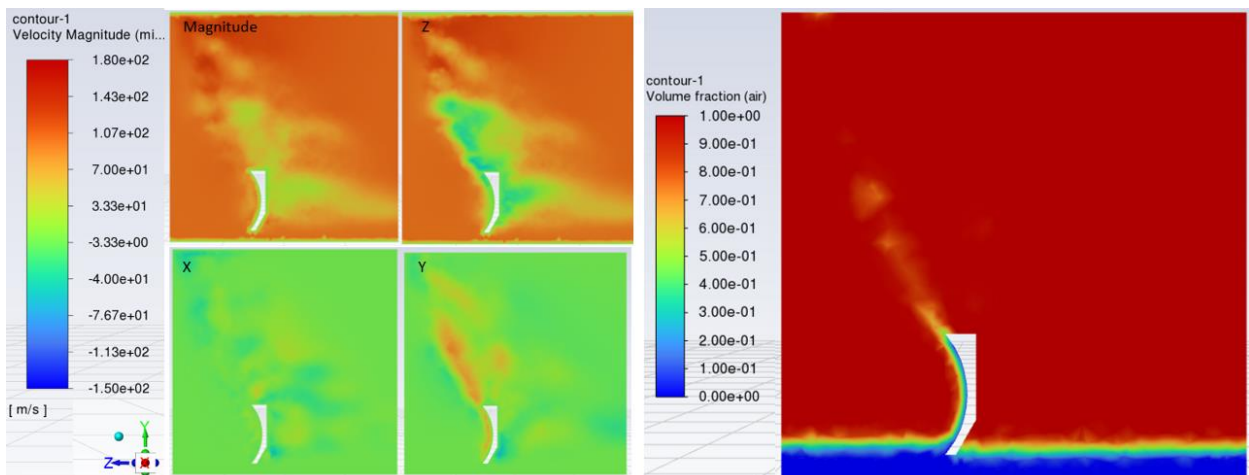 contour-1
Velocity Magnitude (mi...
1.80e+02
1.43e+02
1.07e+02
7.00e+01
3.33e+01
-3.33e+00
-4.00e+01
-7.67e+01
-1.13e+02
-1.50e+02
[ m/s ]
Y
Z
Magnitude
Z
X
Y
contour-1
Volume fraction (air)
1.00e+00
9.00e-01
8.00e-01
7.00e-01
6.00e-01
5.00e-01
4.00e-01
3.00e-01
2.00e-01
1.00e-01
0.00e+00